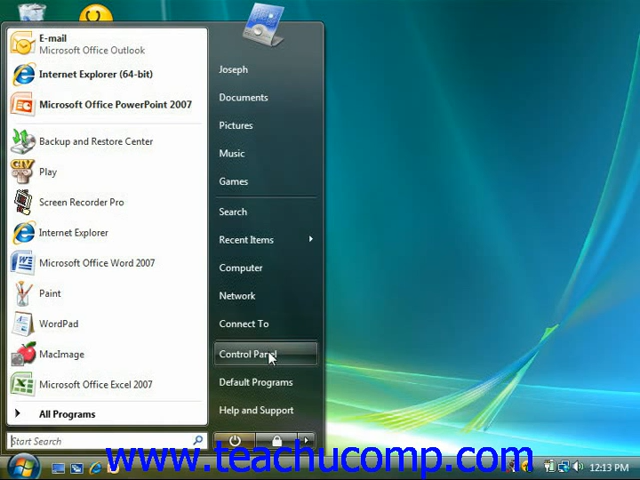 E-mail
Microsoft Office Outlook
Internet Explorer (64-bit)
Microsoft Office PowerPoint 2007
Backup and Restore Center
Play
Screen Recorder Pro
Internet Explorer
Microsoft Office Word 2007
Paint
WordPad
MacImage
Microsoft Office Excel 2007
All Programs
Start Search
Joseph
Documents
Pictures
Music
Games
Search
Recent Items
Computer
Network
Connect To
Control Panel
Default Programs
Help and Support
www.teachucomp.com
12:13 PM